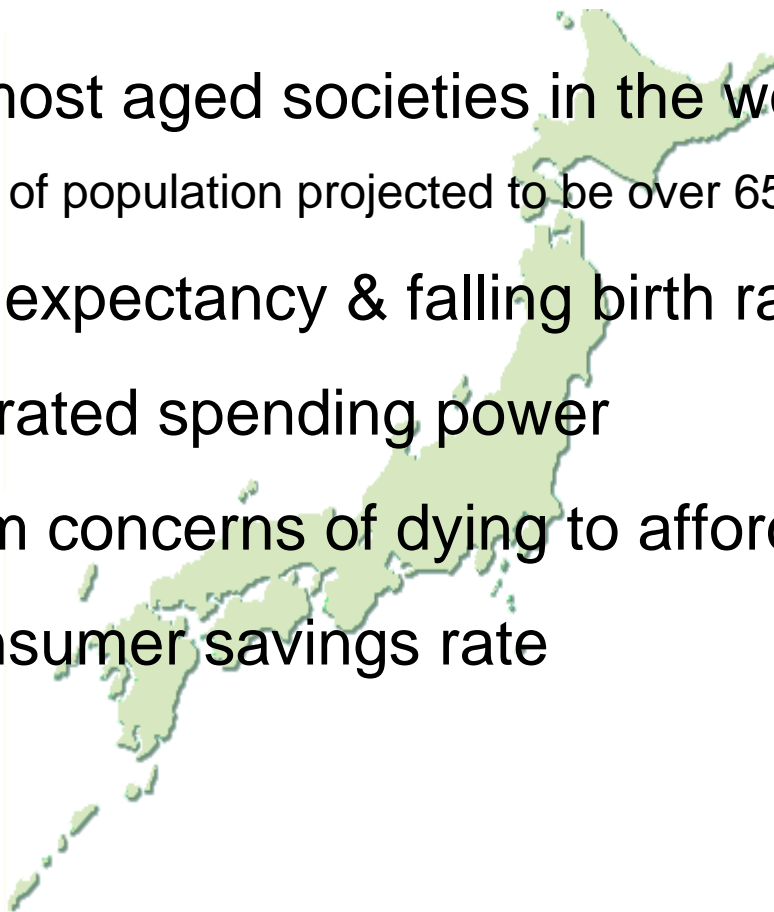 most aged societies in the wo
of population projected to be over 65
expectancy & falling birth ra
rated spending power
m concerns of dying to afford
nsumer savings rate